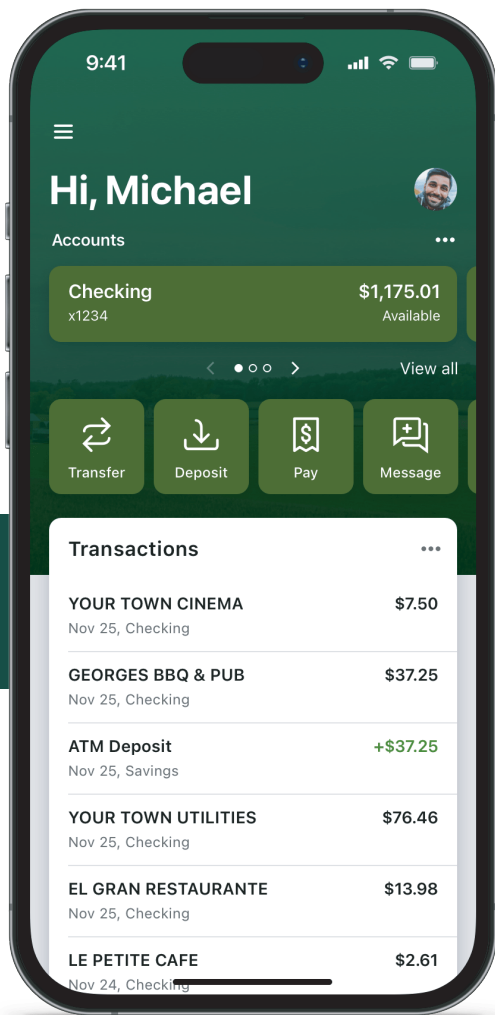 9:41
Hi, Michael
Accounts
Checking $1,175.01
x1234 Available
View all
Transfer Deposit Pay Message
Transactions
YOUR TOWN CINEMA $7.50
Nov 25, Checking
GEORGES BBQ & PUB $37.25
Nov 25, Checking
ATM Deposit +$37.25
Nov 25, Savings
YOUR TOWN UTILITIES $76.46
Nov 25, Checking
EL GRAN RESTAURANTE $13.98
Nov 25, Checking
LE PETITE CAFE $2.61
Nov 24, Checking